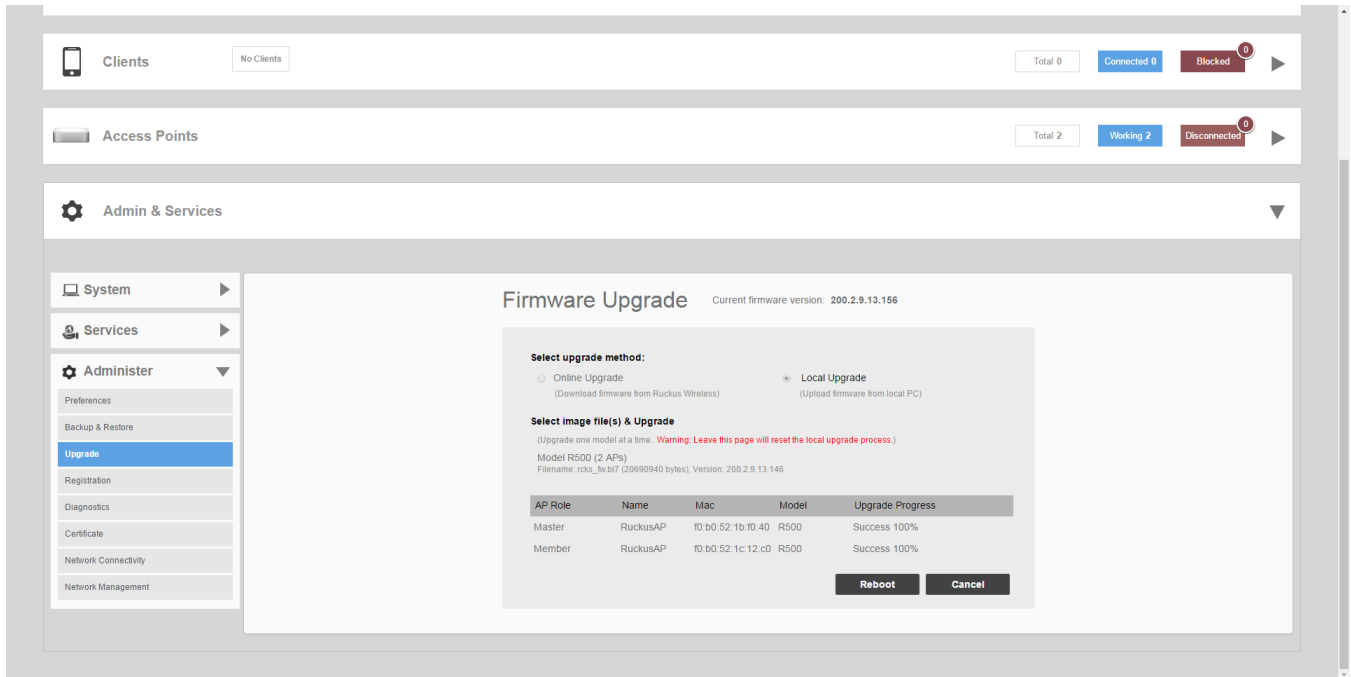 Clients
No Clients
Total 0
Connected 0
Blocked
0
Access Points
Total 2
Working 2
Disconnected
0
Admin & Services
System
Services
Administer
Preferences
Backup & Restore
Upgrade
Registration
Diagnostics
Certificate
Network Connectivity
Network Management
Firmware Upgrade Current firmware version: 200.2.9.13.156
Select upgrade method:
Online Upgrade Local Upgrade
(Download firmware from Ruckus Wireless) (Upload firmware from local PC)
Select image file(s) & Upgrade
(Upgrade one model at a time. Warning: Leave this page will reset the local upgrade process.)
Model R500 (2 APs)
Filename: rcks_fw.bl7 (20690940 bytes), Version: 200.2.9.13.146
AP Role Name Mac Model Upgrade Progress
Master RuckusAP f0:b0:52:1b:f0:40 R500 Success 100%
Member RuckusAP f0:b0:52:1c:12:c0 R500 Success 100%
Reboot Cancel